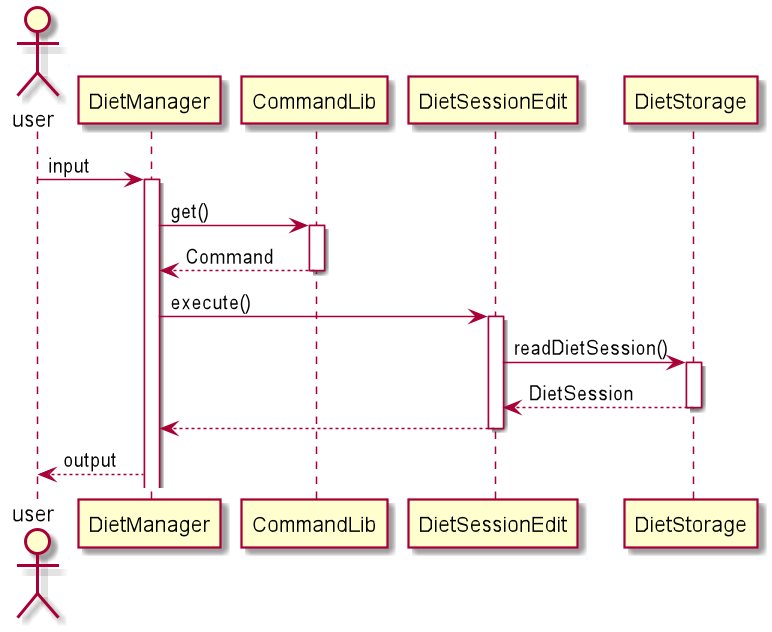 user
DietManager
CommandLib
DietSessionEdit
DietStorage
input
get()
Command
execute()
readDietSession()
DietSession
output
user
DietManager
CommandLib
DietSessionEdit
DietStorage